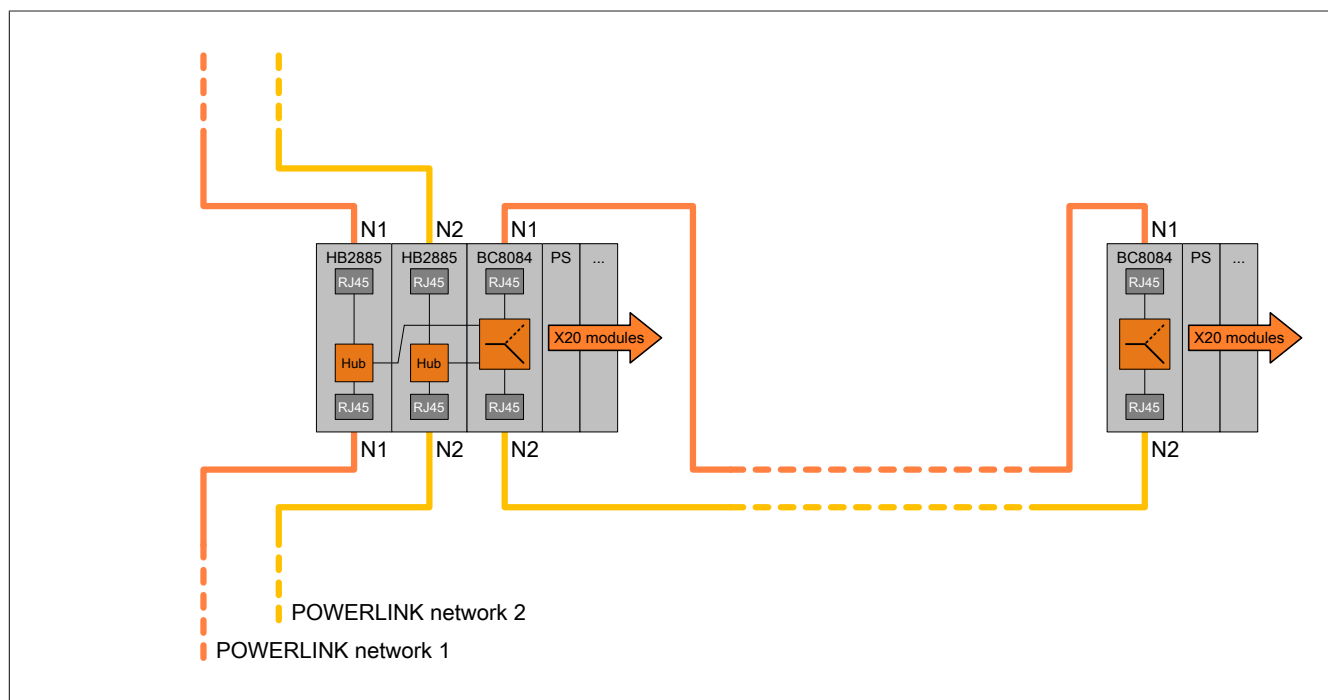 N1 N2 N1 N1
HB2885 HB2885 BC8084 PS ... BC8084 PS ...
RJ45 RJ45 RJ45 RJ45
X20 modules X20 modules
Hub Hub
RJ45 RJ45 RJ45 RJ45
N1 N2 N2 N2
POWERLINK network 2
POWERLINK network 1